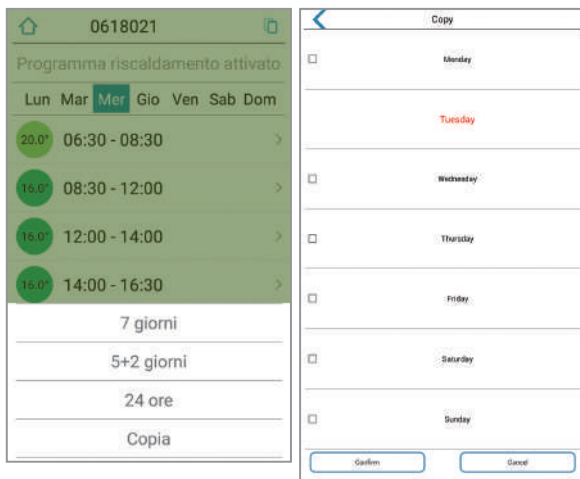 0618021
Programma riscaldamento attivato
Lun Mar Mer Gio Ven Sab Dom
20.0° 06:30 - 08:30
16.0° 08:30 - 12:00
16.0° 12:00 - 14:00
16.0° 14:00 - 16:30
7 giorni
5+2 giorni
24 ore
Copia
Copy
Monday
Tuesday
Wednesday
Thursday
Friday
Saturday
Sunday
Confirm Cancel